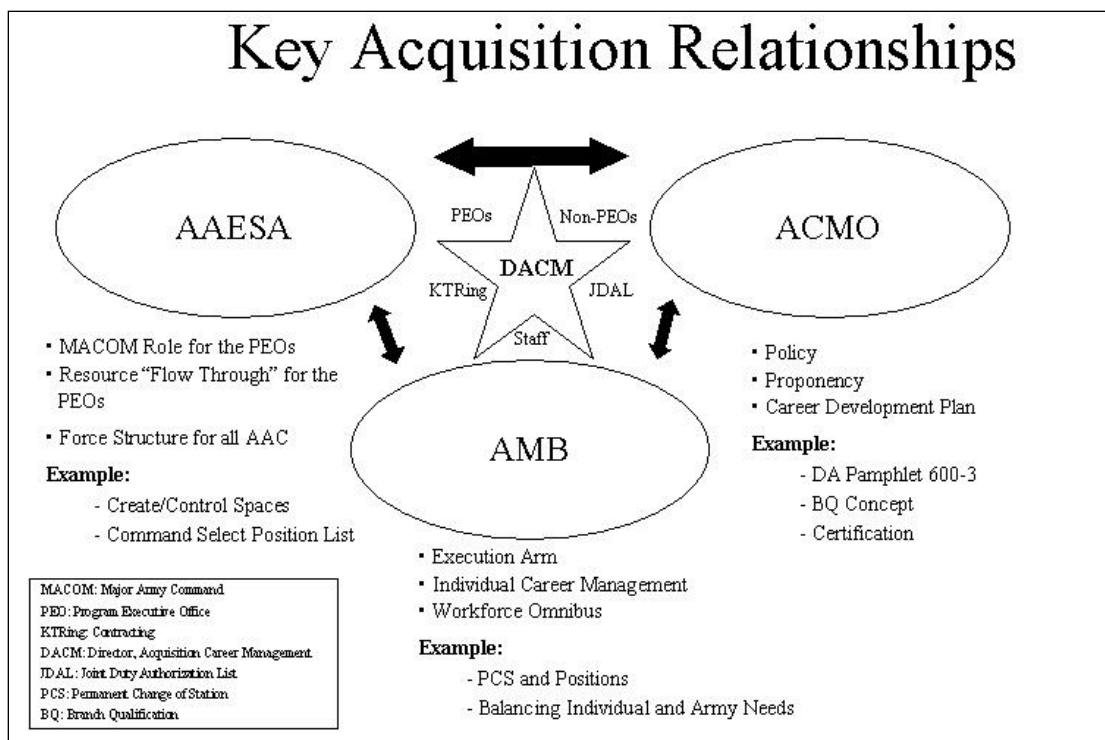 Key Acquisition Relationships
AAESA
PEOs
Non-PEOs
DACM
KTRing
JDAL
Staff
ACMO
AMB
▪ MACOM Role for the PEOs
▪ Resource “Flow Through” for the
PEOs
▪ Force Structure for all AAC
Example:
- Create/Control Spaces
- Command Select Position List
▪ Policy
▪ Proponency
▪ Career Development Plan
Example:
- DA Pamphlet 600-3
- BQ Concept
- Certification
▪ Execution Arm
▪ Individual Career Management
▪ Workforce Omnibus
Example:
- PCS and Positions
- Balancing Individual and Army Needs
MACOM: Major Army Command
PEO: Program Executive Office
KTRing: Contracting
DACM: Director, Acquisition Career Management
JDAL: Joint Duty Authorization List
PCS: Permanent Change of Station
BQ: Branch Qualification